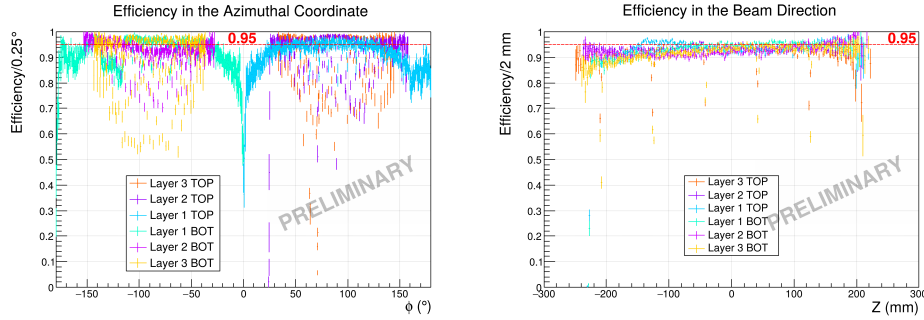 Efficiency in the Azimuthal Coordinate
Efficiency/0.25°
1
0.9
0.8
0.7
0.6
0.5
0.4
0.3
0.2
0.1
0
0.95
PRELIMINARY
Layer 3 TOP
Layer 2 TOP
Layer 1 TOP
Layer 1 BOT
Layer 2 BOT
Layer 3 BOT
−150 −100 −50 0 50 100 150
ϕ (°)
Efficiency in the Beam Direction
Efficiency/2 mm
1
0.9
0.8
0.7
0.6
0.5
0.4
0.3
0.2
0.1
0
0.95
PRELIMINARY
Layer 3 TOP
Layer 2 TOP
Layer 1 TOP
Layer 1 BOT
Layer 2 BOT
Layer 3 BOT
−300 −200 −100 0 100 200 300
Z (mm)